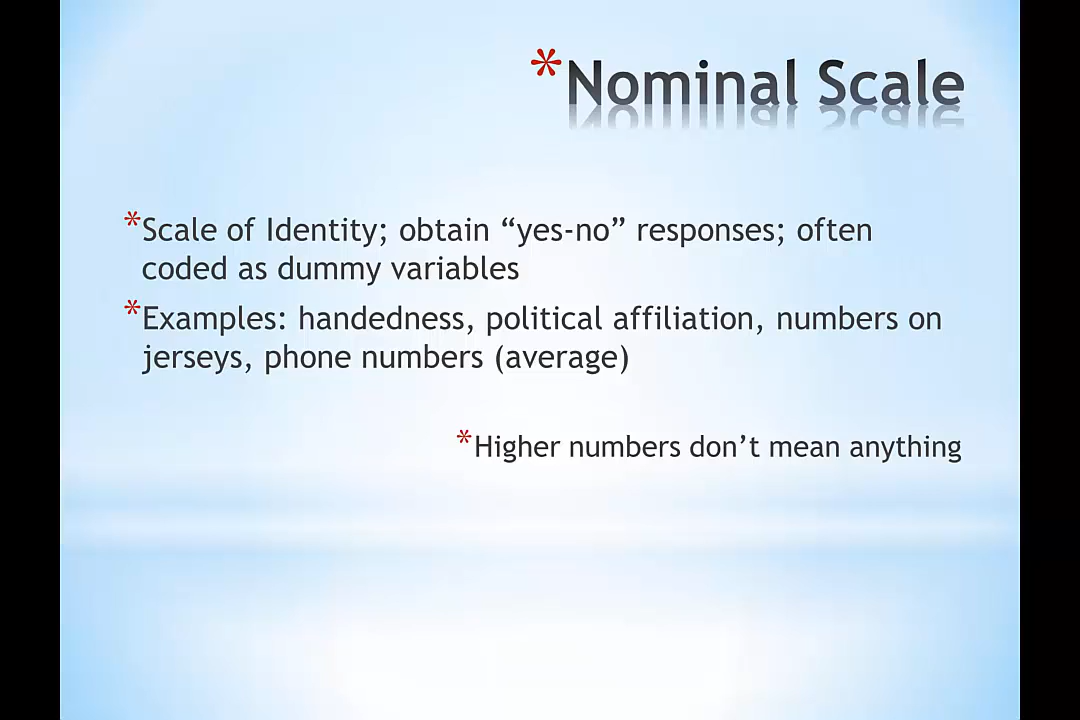 *Nominal Scale
*Scale of Identity; obtain “yes-no” responses; often
coded as dummy variables
*Examples: handedness, political affiliation, numbers on
jerseys, phone numbers (average)
*Higher numbers don’t mean anything